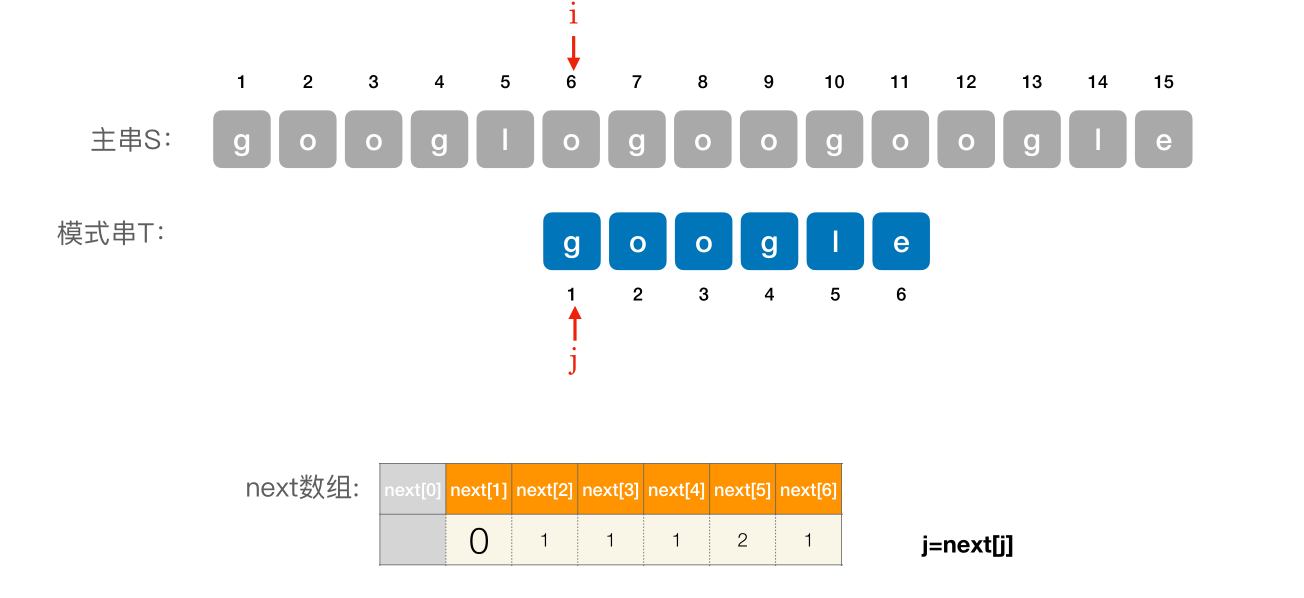 i
1 2 3 4 5 6 7 8 9 10 11 12 13 14 15
主串S: g o o g l o g o o g o o g l e
模式串T: g o o g l e
1 2 3 4 5 6
j
next数组: next[0] next[1] next[2] next[3] next[4] next[5] next[6]
0 1 1 1 2 1
j=next[j]